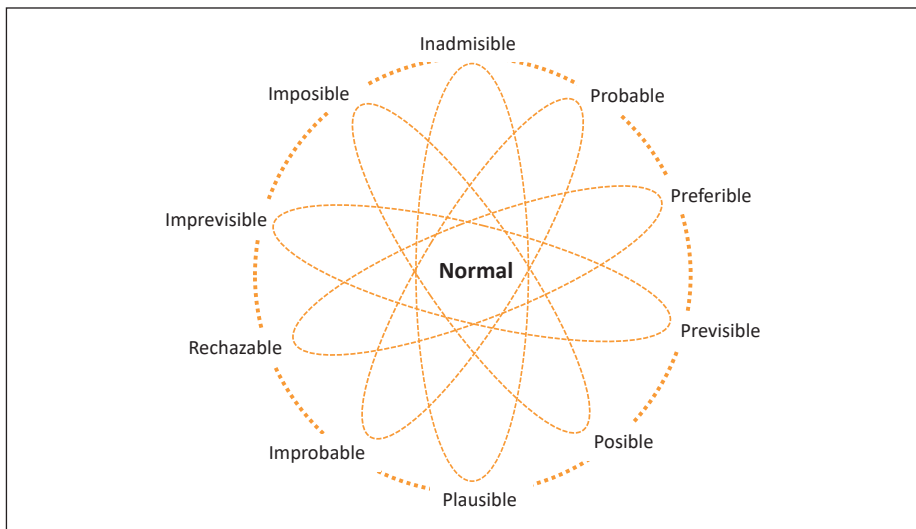 Inadmisible
Imposible
Probable
Preferible
Imprevisible
Normal
Previsible
Rechazable
Posible
Improbable
Plausible